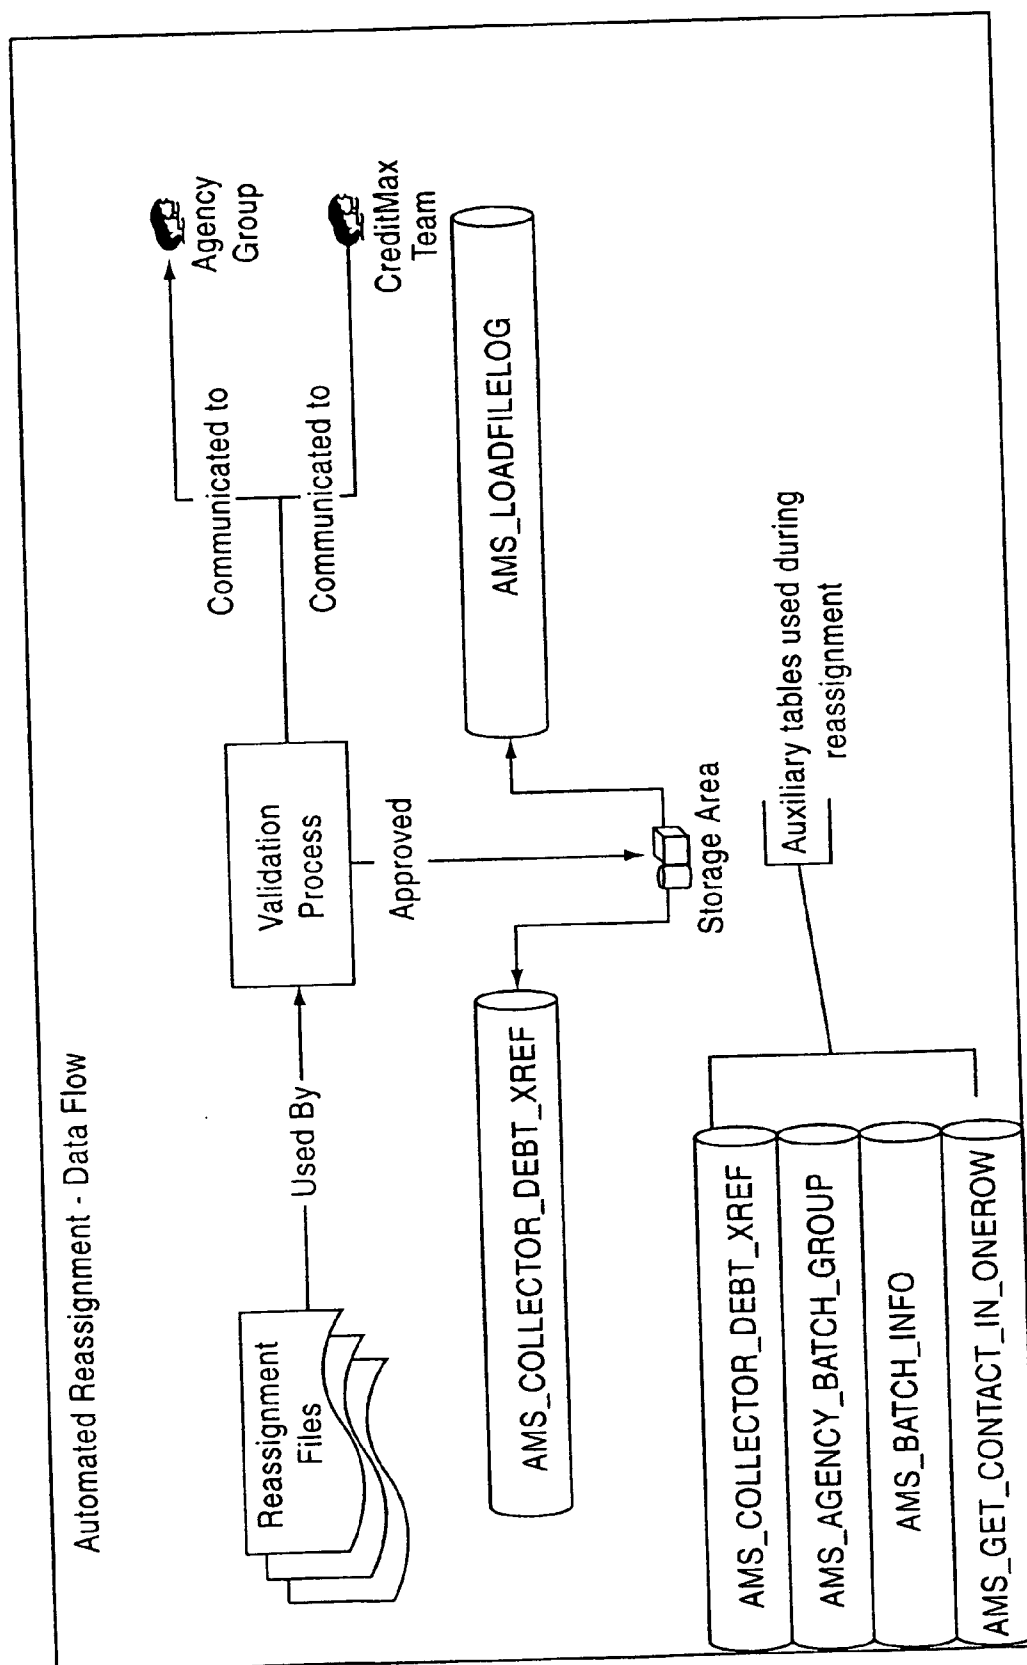 Automated Reassignment - Data Flow
Reassignment
Files
Used By
Validation
Process
Communicated to
Agency
Group
Communicated to
CreditMax
Team
Approved
AMS_COLLECTOR_DEBT_XREF
AMS_LOADFILELOG
Storage Area
AMS_COLLECTOR_DEBT_XREF
AMS_AGENCY_BATCH_GROUP
AMS_BATCH_INFO
AMS_GET_CONTACT_IN_ONEROW
Auxiliary tables used during
reassignment